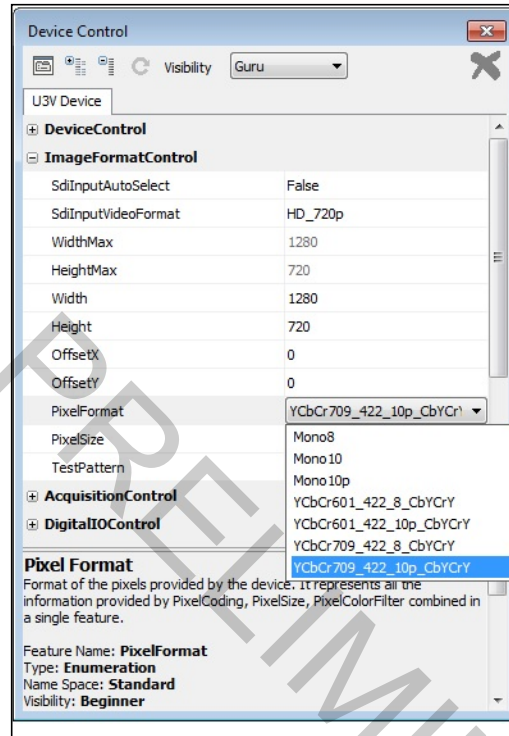 Device Control
Visibility Guru
U3V Device
DeviceControl
ImageFormatControl
SdiInputAutoSelect False
SdiInputVideoFormat HD_720p
WidthMax 1280
HeightMax 720
Width 1280
Height 720
OffsetX 0
OffsetY 0
PixelFormat YCbCr709_422_10p_CbYCr
PixelSize
Mono8
TestPattern
Mono10
Mono10p
AcquisitionControl
YCbCr601_422_8_CbYCrY
YCbCr601_422_10p_CbYCrY
DigitalIOControl
YCbCr709_422_8_CbYCrY
YCbCr709_422_10p_CbYCrY
Pixel Format
Format of the pixels provided by the device. It represents all the
information provided by PixelCoding, PixelSize, PixelColorFilter combined in
a single feature.
Feature Name: PixelFormat
Type: Enumeration
Name Space: Standard
Visibility: Beginner